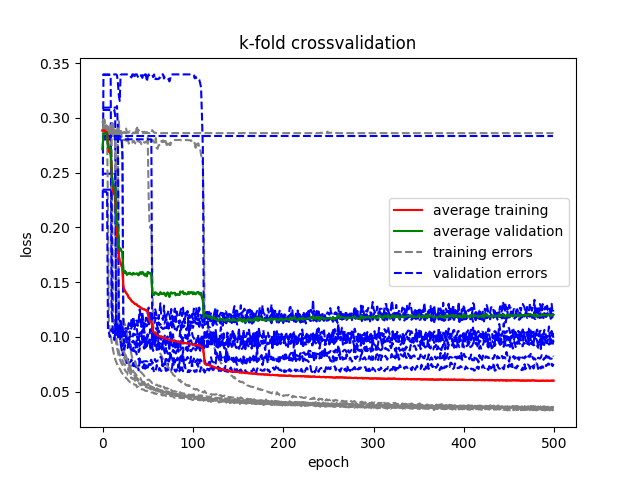 k-fold crossvalidation
loss
0.35
0.30
0.25
0.20
0.15
0.10
0.05
average training
average validation
training errors
validation errors
0 100 200 300 400 500
epoch